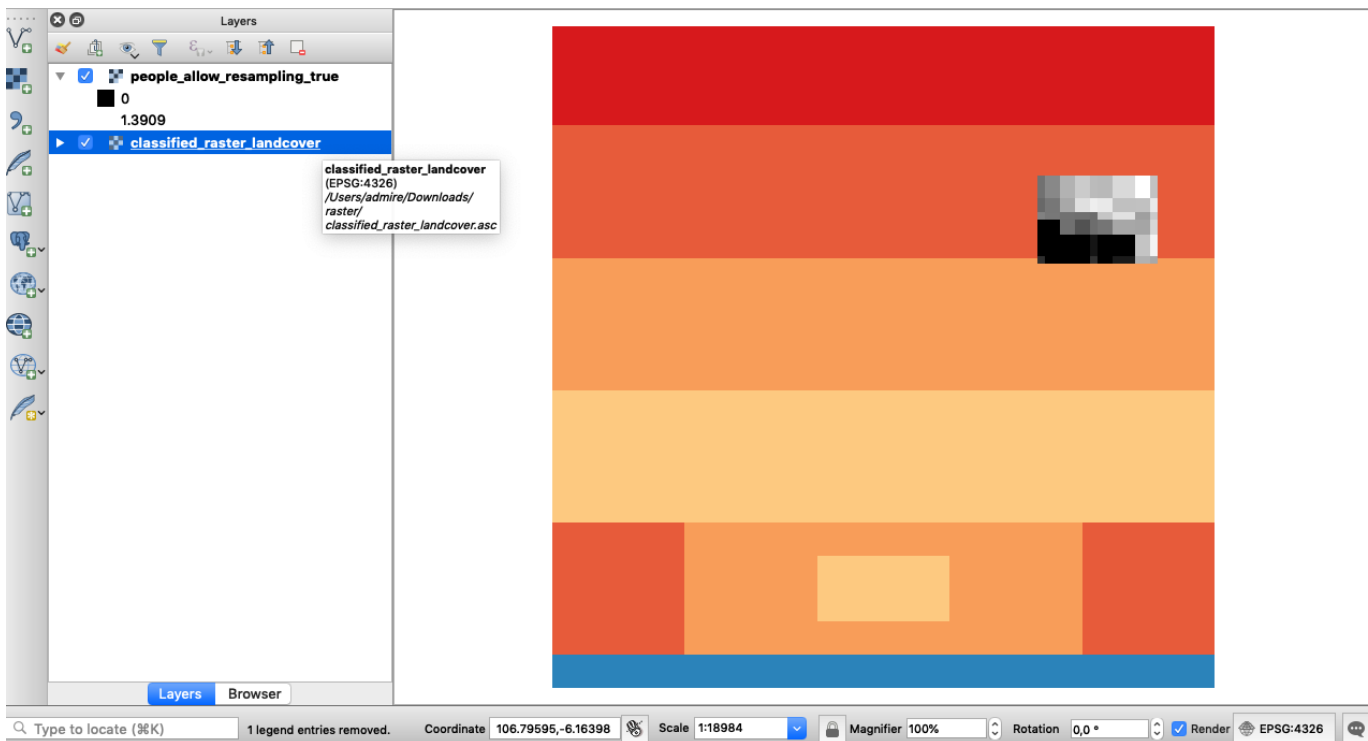 Layers
people_allow_resampling_true
0
1.3909
classified_raster_landcover
classified_raster_landcover
(EPSG:4326)
/Users/admire/Downloads/
raster/
classified_raster_landcover.asc
Layers Browser
Type to locate (⌘K) 1 legend entries removed. Coordinate 106.79595,-6.16398 Scale 1:18984 Magnifier 100% Rotation 0,0 ° Render EPSG:4326